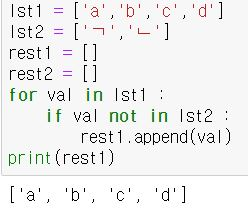 lst1 = ['a','b','c','d']
lst2 = ['ㄱ','ㄴ']
rest1 = []
rest2 = []
for val in lst1 :
    if val not in lst2 :
        rest1.append(val)
print(rest1)
['a', 'b', 'c', 'd']